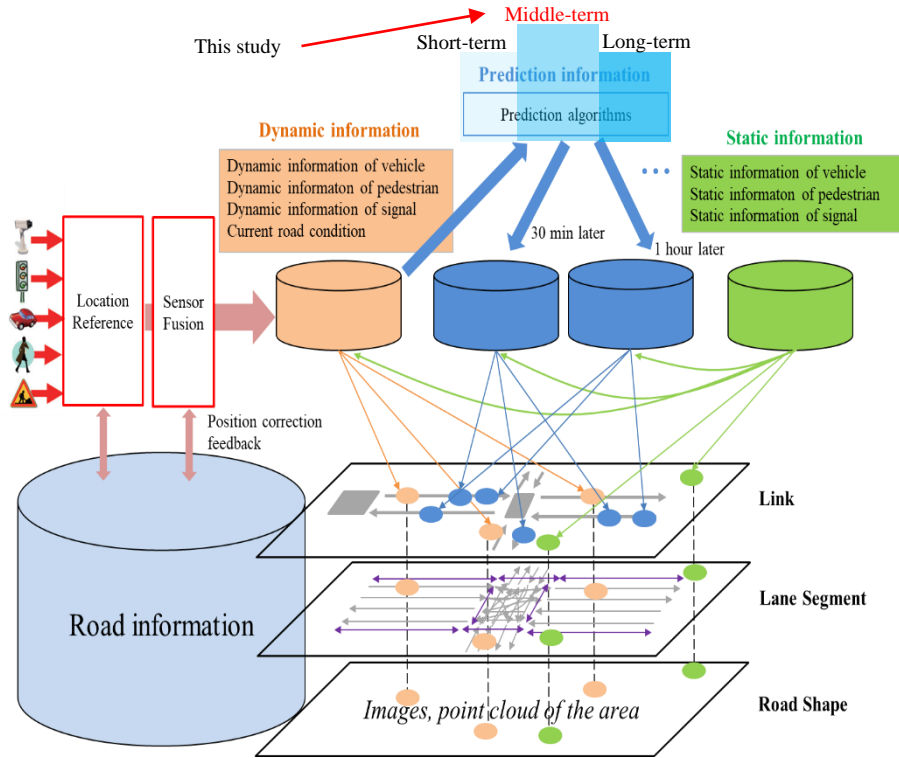 Middle-term
This study
Short-term
Long-term
Prediction information
Prediction algorithms
Dynamic information
Dynamic information of vehicle
Dynamic informaton of pedestrian
Dynamic information of signal
Current road condition
Static information
Static information of vehicle
Static informaton of pedestrian
Static information of signal
30 min later
1 hour later
Location
Reference
Sensor
Fusion
Position correction
feedback
Road information
Link
Lane Segment
Road Shape
Images, point cloud of the area